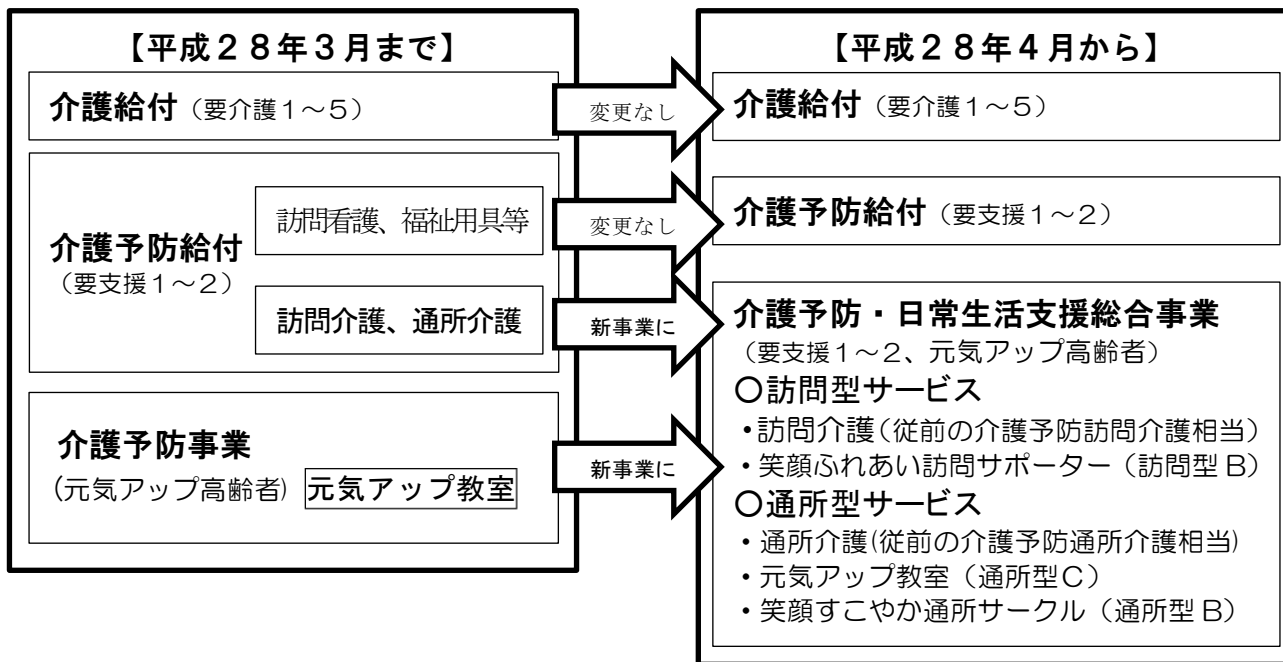 【平成２８年３月まで】
介護給付（要介護１～５）
介護予防給付
（要支援１～２）
訪問看護、福祉用具等
訪問介護、通所介護
介護予防事業
(元気アップ高齢者) 元気アップ教室
変更なし
変更なし
新事業に
新事業に
【平成２８年４月から】
介護給付（要介護１～５）
介護予防給付（要支援１～２）
介護予防・日常生活支援総合事業
（要支援１～２、元気アップ高齢者）
〇訪問型サービス
・訪問介護(従前の介護予防訪問介護相当)
・笑顔ふれあい訪問サポーター（訪問型Ｂ）
〇通所型サービス
・通所介護(従前の介護予防通所介護相当)
・元気アップ教室（通所型Ｃ）
・笑顔すこやか通所サークル（通所型Ｂ）